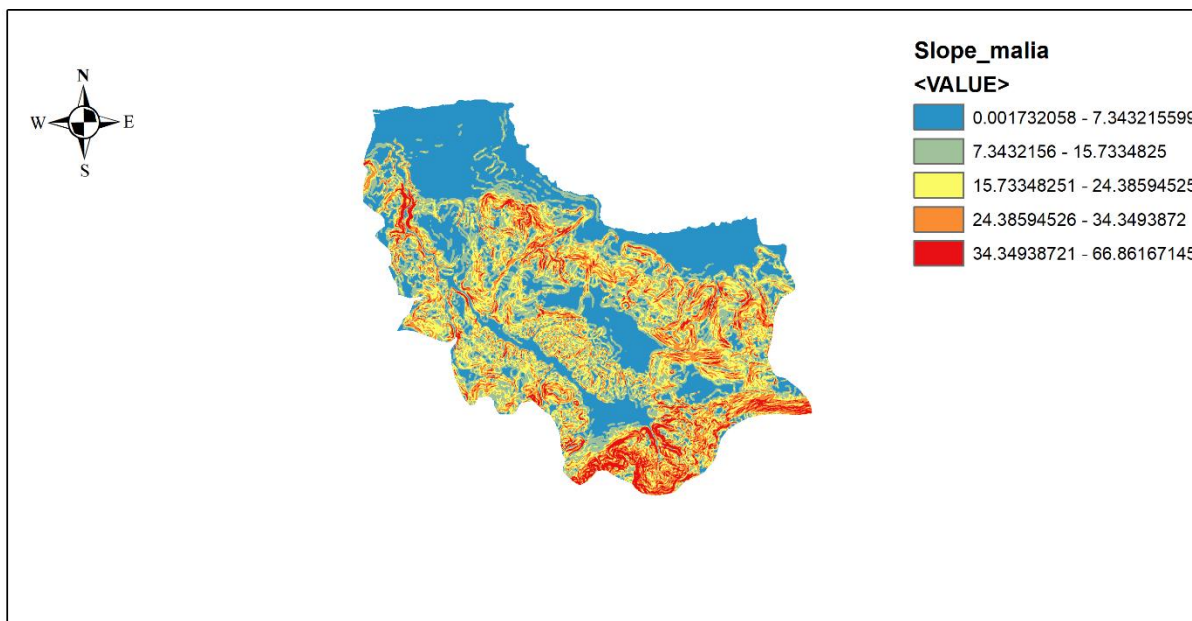 N
W E
S
Slope_malia
<VALUE>
0.001732058 - 7.343215599
7.3432156 - 15.7334825
15.73348251 - 24.38594525
24.38594526 - 34.3493872
34.34938721 - 66.86167145